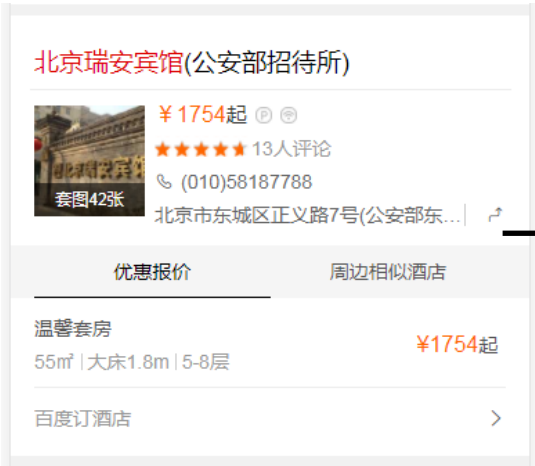 北京瑞安宾馆(公安部招待所)
¥1754起 P
13人评论
(010)58187788
北京市东城区正义路7号(公安部东...
套图42张
优惠报价 周边相似酒店
温馨套房
¥1754起
55㎡|大床1.8m|5-8层
百度订酒店